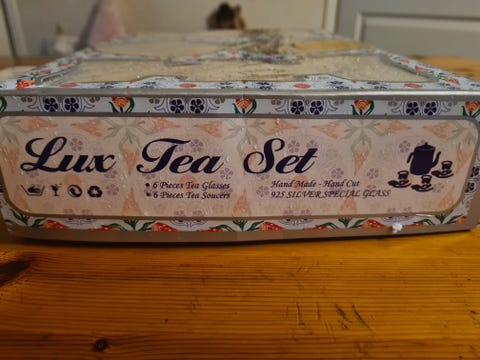 Lux Tea Set
• 6 Pieces Tea Glasses
• 6 Pieces Tea Soucers
Hand Made - Hand Cut
925 SILVER SPECIAL GLASS